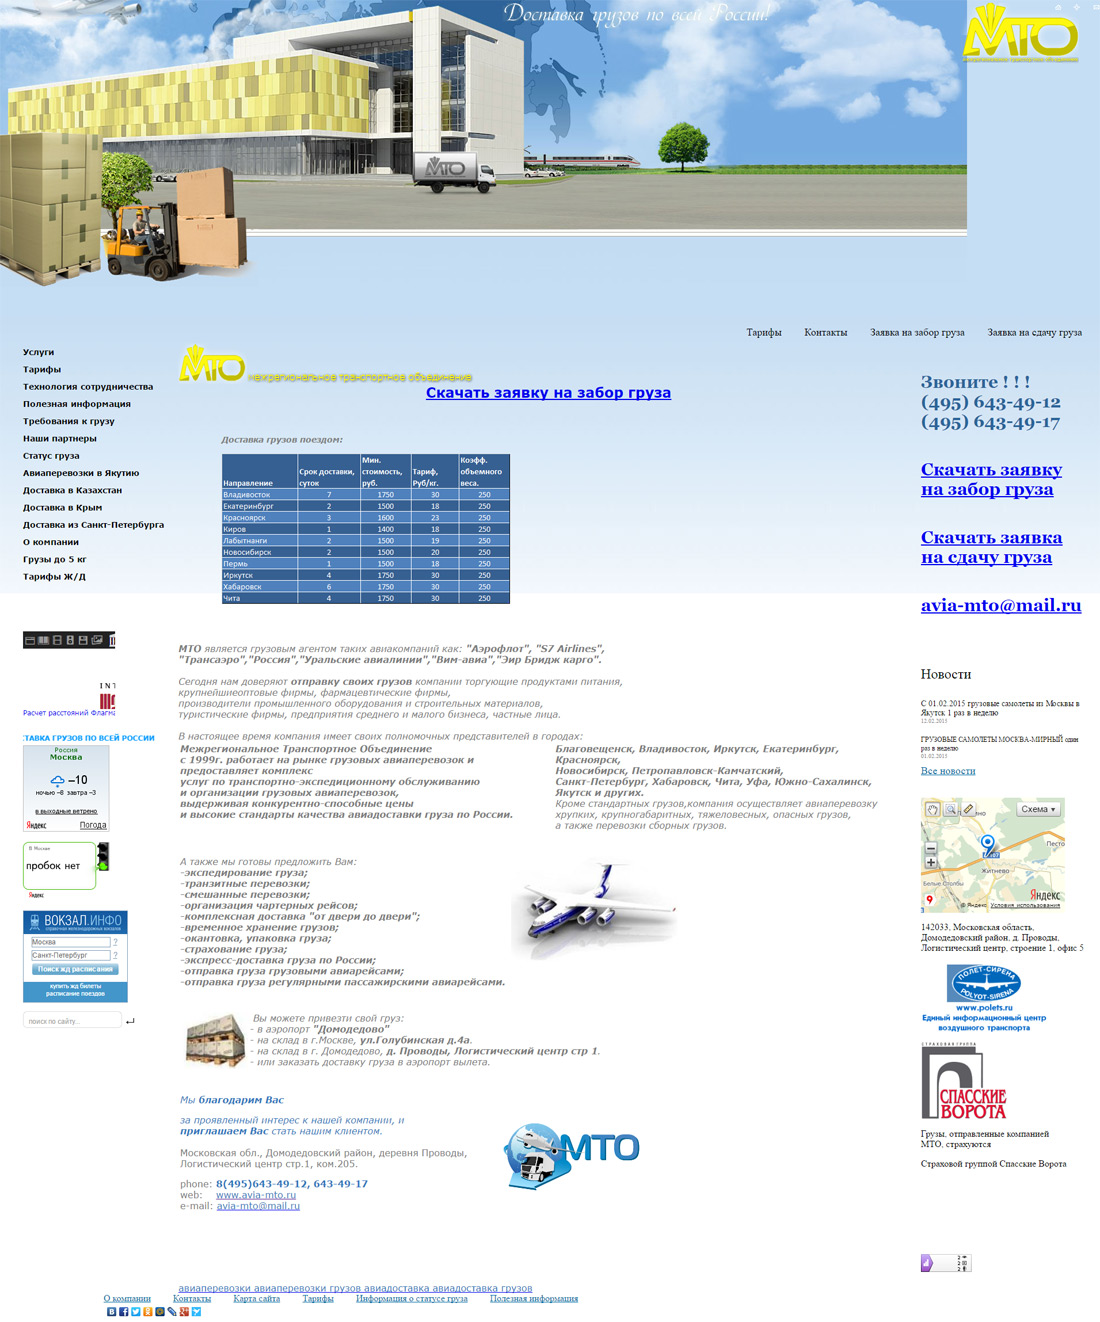 Доставка грузов по всей России!
МТО
межрегиональное транспортное объединение
МТО
Тарифы Контакты Заявка на забор груза Заявка на сдачу груза
Услуги
Тарифы
Технология сотрудничества
Полезная информация
Требования к грузу
Наши партнеры
Статус груза
Авиаперевозки в Якутию
Доставка в Казахстан
Доставка в Крым
Доставка из Санкт-Петербурга
О компании
Грузы до 5 кг
Тарифы Ж/Д
Расчет расстояний Флагм
ТАВКА ГРУЗОВ ПО ВСЕЙ РОССИИ
Россия
Москва
−10
ночью −8 завтра −3
в выходные ветрено
Яндекс Погода
В Москве
пробок нет
Яндекс
ВОКЗАЛ.ИНФО
справочная железнодорожных вокзалов
Москва ?
Санкт-Петербург ?
Поиск жд расписания
купить жд билеты
расписание поездов
поиск по сайту...
МТО межрегиональное транспортное объединение
Скачать заявку на забор груза
Доставка грузов поездом:
Направление Срок доставки, суток Мин. стоимость, руб. Тариф, Руб/кг. Коэфф. объемного веса.
Владивосток 7 1750 30 250
Екатеринбург 2 1500 18 250
Красноярск 3 1600 23 250
Киров 1 1400 18 250
Лабытнанги 2 1500 19 250
Новосибирск 2 1500 20 250
Пермь 1 1500 18 250
Иркутск 4 1750 30 250
Хабаровск 6 1750 30 250
Чита 4 1750 30 250
МТО является грузовым агентом таких авиакомпаний как: "Аэрофлот", "S7 Airlines",
"Трансаэро","Россия","Уральские авиалинии","Вим-авиа","Эир Бридж карго".
Сегодня нам доверяют отправку своих грузов компании торгующие продуктами питания,
крупнейшиеоптовые фирмы, фармацевтические фирмы,
производители промышленного оборудования и строительных материалов,
туристические фирмы, предприятия среднего и малого бизнеса, частные лица.
В настоящее время компания имеет своих полномочных представителей в городах:
Межрегиональное Транспортное Объединение
с 1999г. работает на рынке грузовых авиаперевозок и
предоставляет комплекс
услуг по транспортно-экспедиционному обслуживанию
и организации грузовых авиаперевозок,
выдерживая конкурентно-способные цены
и высокие стандарты качества авиадоставки груза по России.
Благовещенск, Владивосток, Иркутск, Екатеринбург,
Красноярск,
Новосибирск, Петропавловск-Камчатский,
Санкт-Петербург, Хабаровск, Чита, Уфа, Южно-Сахалинск,
Якутск и других.
Кроме стандартных грузов,компания осуществляет авиаперевозку
хрупких, крупногабаритных, тяжеловесных, опасных грузов,
а также перевозки сборных грузов.
А также мы готовы предложить Вам:
-экспедирование груза;
-транзитные перевозки;
-смешанные перевозки;
-организация чартерных рейсов;
-комплексная доставка "от двери до двери";
-временное хранение грузов;
-окантовка, упаковка груза;
-страхование груза;
-экспресс-доставка груза по России;
-отправка груза грузовыми авиарейсами;
-отправка груза регулярными пассажирскими авиарейсами.
Вы можете привезти свой груз:
- в аэропорт "Домодедово"
- на склад в г.Москве, ул.Голубинская д.4а.
- на склад в г. Домодедово, д. Проводы, Логистический центр стр 1.
- или заказать доставку груза в аэропорт вылета.
Мы благодарим Вас
за проявленный интерес к нашей компании, и
приглашаем Вас стать нашим клиентом.
МТО
Московская обл., Домодедовский район, деревня Проводы,
Логистический центр стр.1, ком.205.
phone: 8(495)643-49-12, 643-49-17
web: www.avia-mto.ru
e-mail: avia-mto@mail.ru
Звоните ! ! !
(495) 643-49-12
(495) 643-49-17
Скачать заявку
на забор груза
Скачать заявка
на сдачу груза
avia-mto@mail.ru
Новости
С 01.02.2015 грузовые самолеты из Москвы в
Якутск 1 раз в неделю
12.02.2015
ГРУЗОВЫЕ САМОЛЕТЫ МОСКВА-МИРНЫЙ один
раз в неделю
01.02.2015
Все новости
Схема
Песто
Житнево
Белые Столбы
Яндекс
© Яндекс Условия использования
142033, Московская область,
Домодедовский район, д. Проводы,
Логистический центр, строение 1, офис 5
ПОЛЕТ-СИРЕНА
POLYOT-SIRENA
www.polets.ru
Единый информационный центр
воздушного транспорта
СТРАХОВАЯ ГРУППА
СПАССКИЕ
ВОРОТА
Грузы, отправленные компанией
МТО, страхуются
Страховой группой Спасские Ворота
авиаперевозки авиаперевозки грузов авиадоставка авиадоставка грузов
О компании Контакты Карта сайта Тарифы Информация о статусе груза Полезная информация